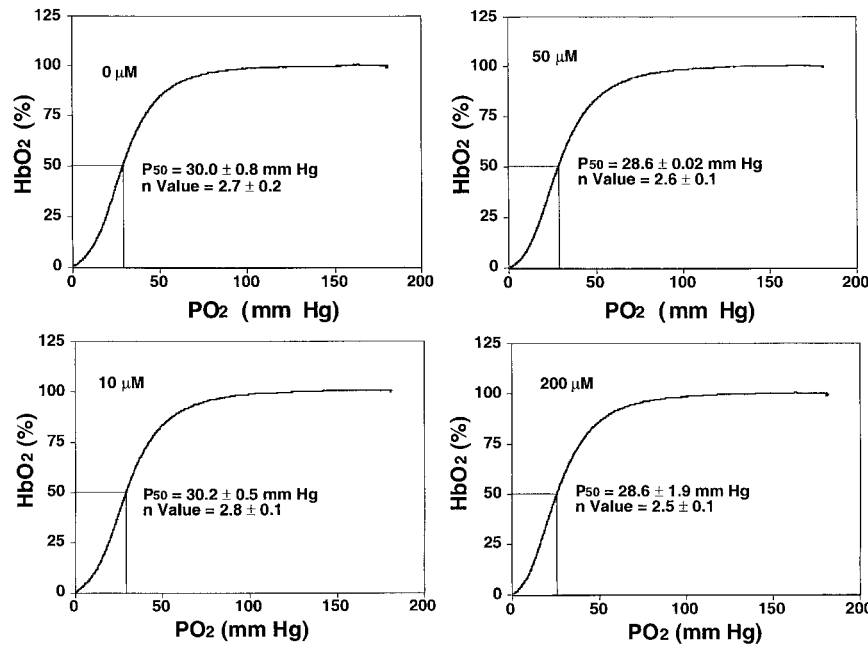 125
100
75
50
25
0
HbO2 (%)
0 μM
P50 = 30.0 ± 0.8 mm Hg
n Value = 2.7 ± 0.2
0 50 100 150 200
PO2 (mm Hg)
125
100
75
50
25
0
HbO2 (%)
50 μM
P50 = 28.6 ± 0.02 mm Hg
n Value = 2.6 ± 0.1
0 50 100 150 200
PO2 (mm Hg)
125
100
75
50
25
0
HbO2 (%)
10 μM
P50 = 30.2 ± 0.5 mm Hg
n Value = 2.8 ± 0.1
0 50 100 150 200
PO2 (mm Hg)
125
100
75
50
25
0
HbO2 (%)
200 μM
P50 = 28.6 ± 1.9 mm Hg
n Value = 2.5 ± 0.1
0 50 100 150 200
PO2 (mm Hg)